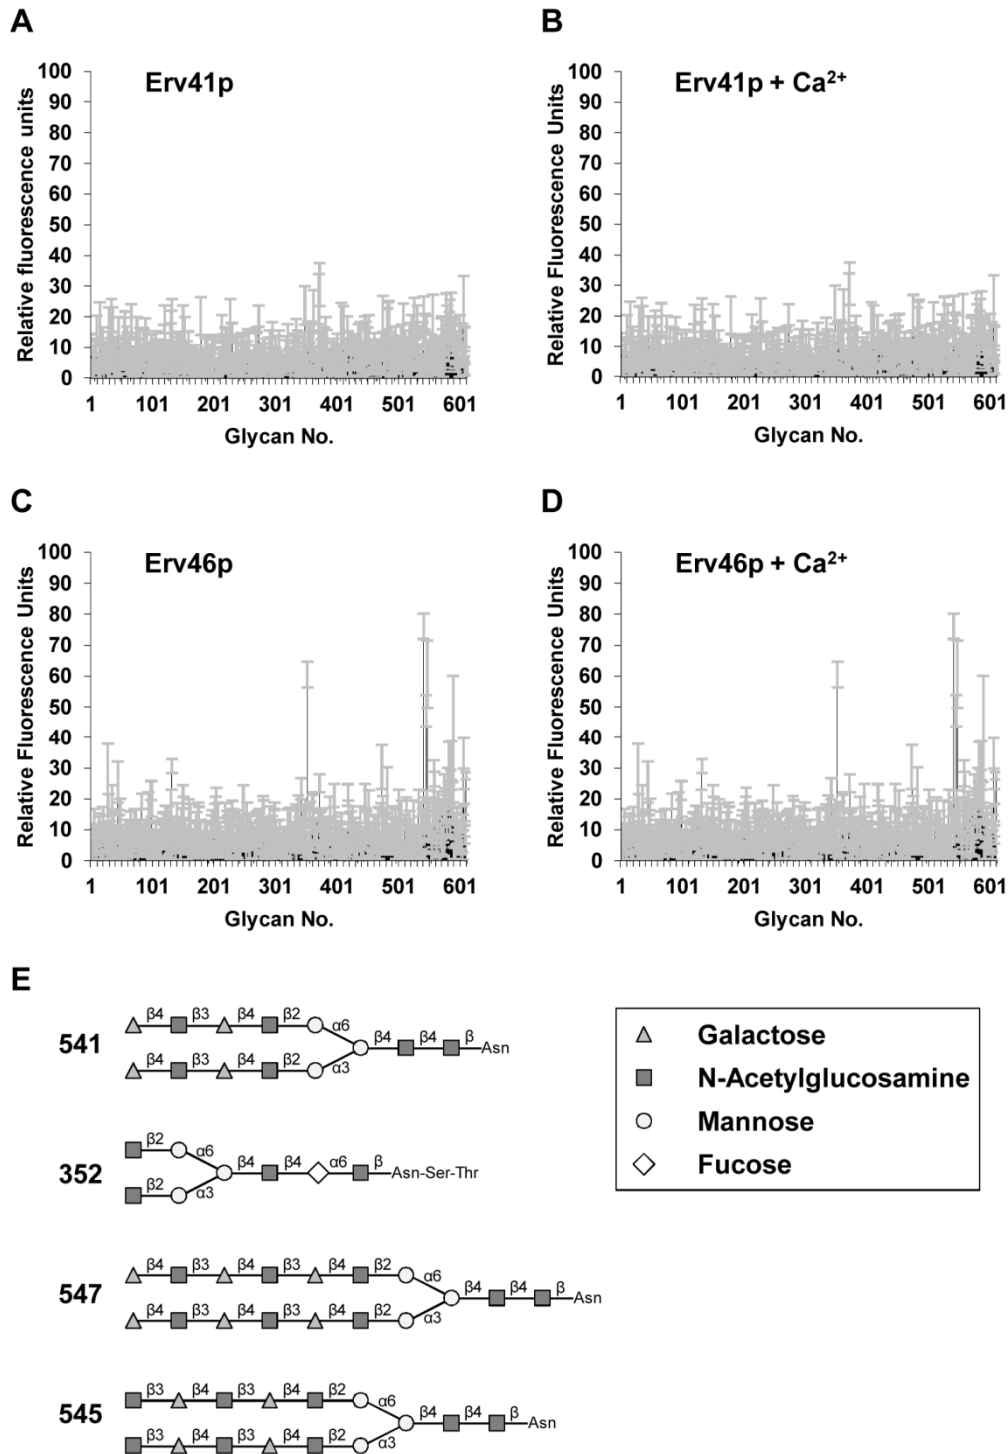 A
Erv41p
Relative fluorescence units
100
90
80
70
60
50
40
30
20
10
0
1 101 201 301 401 501 601
Glycan No.
B
Erv41p + Ca²⁺
Relative Fluorescence Units
100
90
80
70
60
50
40
30
20
10
0
1 101 201 301 401 501 601
Glycan No.
C
Erv46p
Relative Fluorescence Units
100
90
80
70
60
50
40
30
20
10
0
1 101 201 301 401 501 601
Glycan No.
D
Erv46p + Ca²⁺
Relative Fluorescence Units
100
90
80
70
60
50
40
30
20
10
0
1 101 201 301 401 501 601
Glycan No.
E
541
β4 β3 β4 β2 α6
β4 β4 β Asn
β4 β3 β4 β2 α3
352
β2 α6
β4 β4 α6 β Asn-Ser-Thr
β2 α3
547
β4 β3 β4 β3 β4 β2 α6
β4 β4 β Asn
β4 β3 β4 β3 β4 β2 α3
545
β3 β4 β3 β4 β2 α6
β4 β4 β Asn
β3 β4 β3 β4 β2 α3
Galactose
N-Acetylglucosamine
Mannose
Fucose